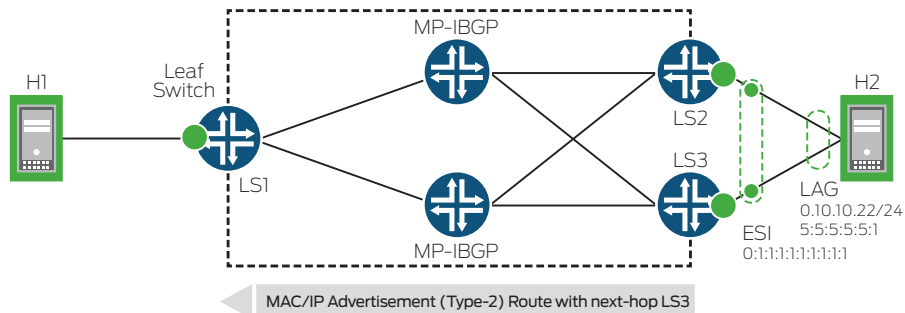 MP-IBGP
H1
Leaf
Switch
LS1
LS2
H2
LS3
MP-IBGP
LAG
0.10.10.22/24
5:5:5:5:5:1
ESI
0:1:1:1:1:1:1:1:1:1
MAC/IP Advertisement (Type-2) Route with next-hop LS3